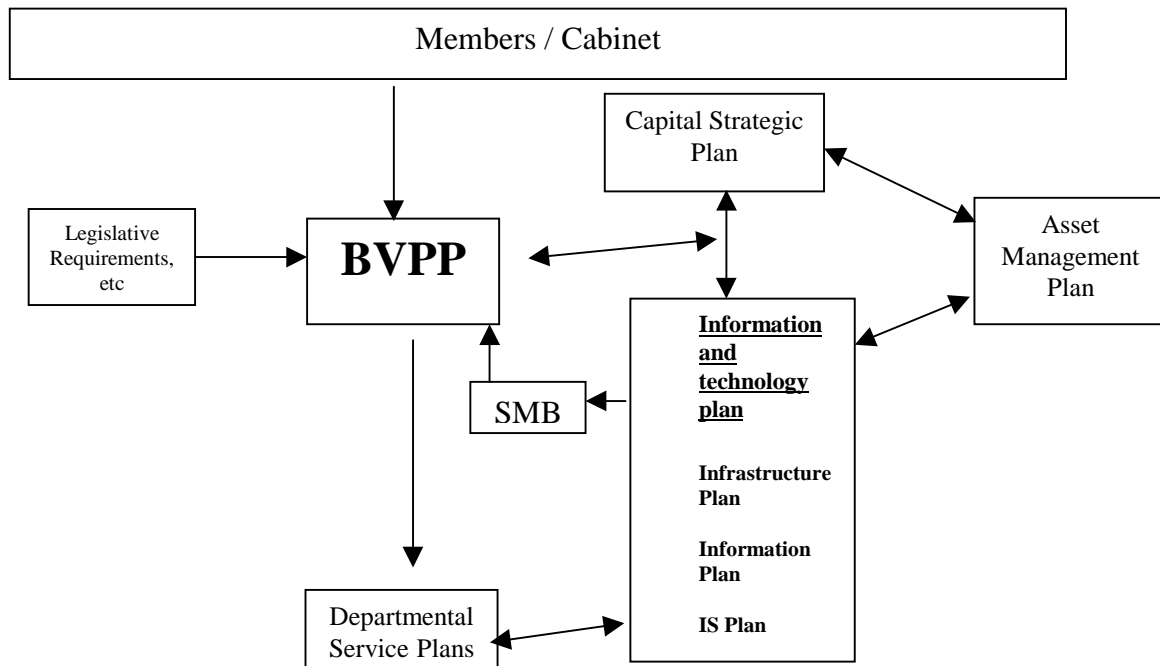 Members / Cabinet
Capital Strategic
Plan
Legislative
Requirements,
etc
BVPP
Asset
Management
Plan
Information
and
technology
plan
SMB
Infrastructure
Plan
Information
Plan
IS Plan
Departmental
Service Plans